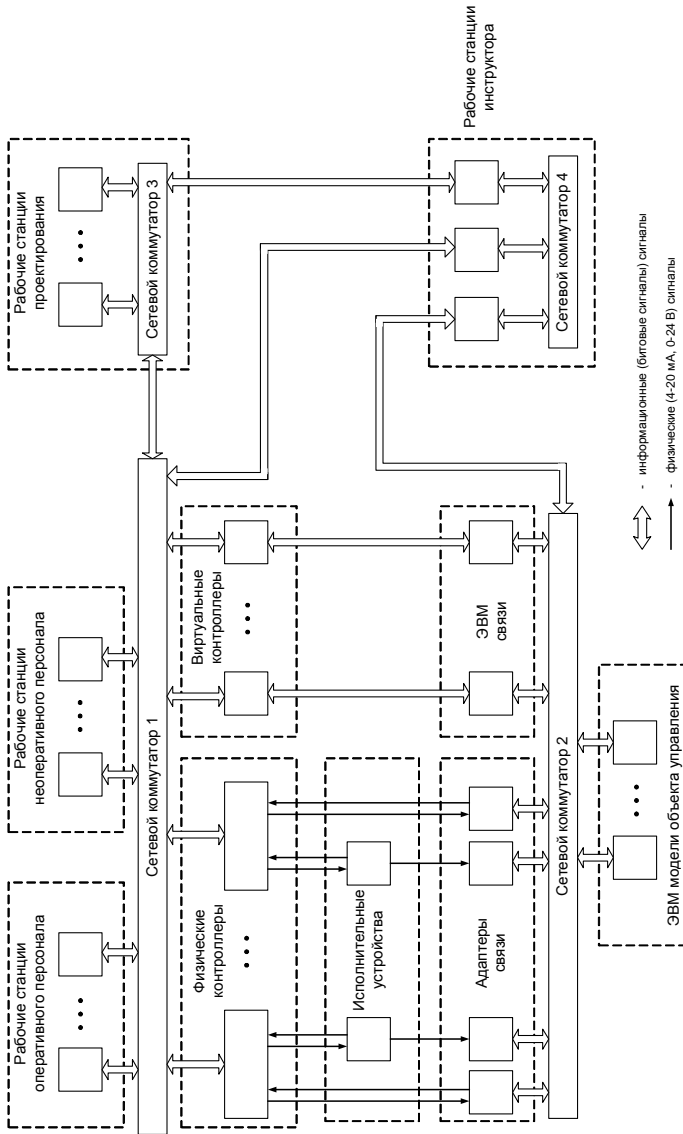 Рабочие станции
оперативного персонала
Рабочие станции
неоперативного персонала
Рабочие станции
проектирования
Сетевой коммутатор 3
Сетевой коммутатор 1
Физические
контроллеры
Виртуальные
контроллеры
Исполнительные
устройства
Адаптеры
связи
ЭВМ
связи
Сетевой коммутатор 2
ЭВМ модели объекта управления
Рабочие станции
инструктора
Сетевой коммутатор 4
- информационные (битовые сигналы) сигналы
- физические (4-20 мА, 0-24 В) сигналы